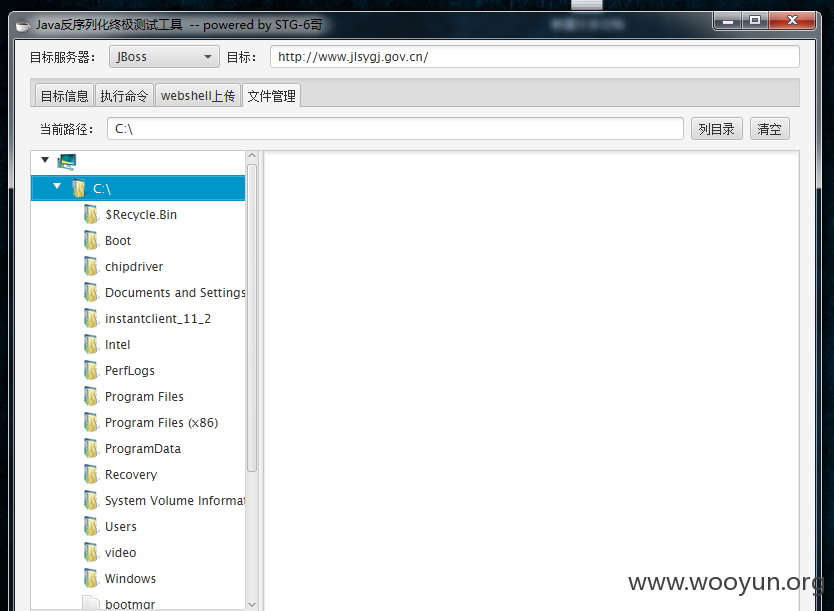 Java反序列化终极测试工具 -- powered by STG-6哥
目标服务器： JBoss 目标： http://www.jlsygj.gov.cn/
目标信息 执行命令 webshell上传 文件管理
当前路径： C:\ 列目录 清空
C:\
$Recycle.Bin
Boot
chipdriver
Documents and Settings
instantclient_11_2
Intel
PerfLogs
Program Files
Program Files (x86)
ProgramData
Recovery
System Volume Informat
Users
video
Windows
bootmgr
www.wooyun.org